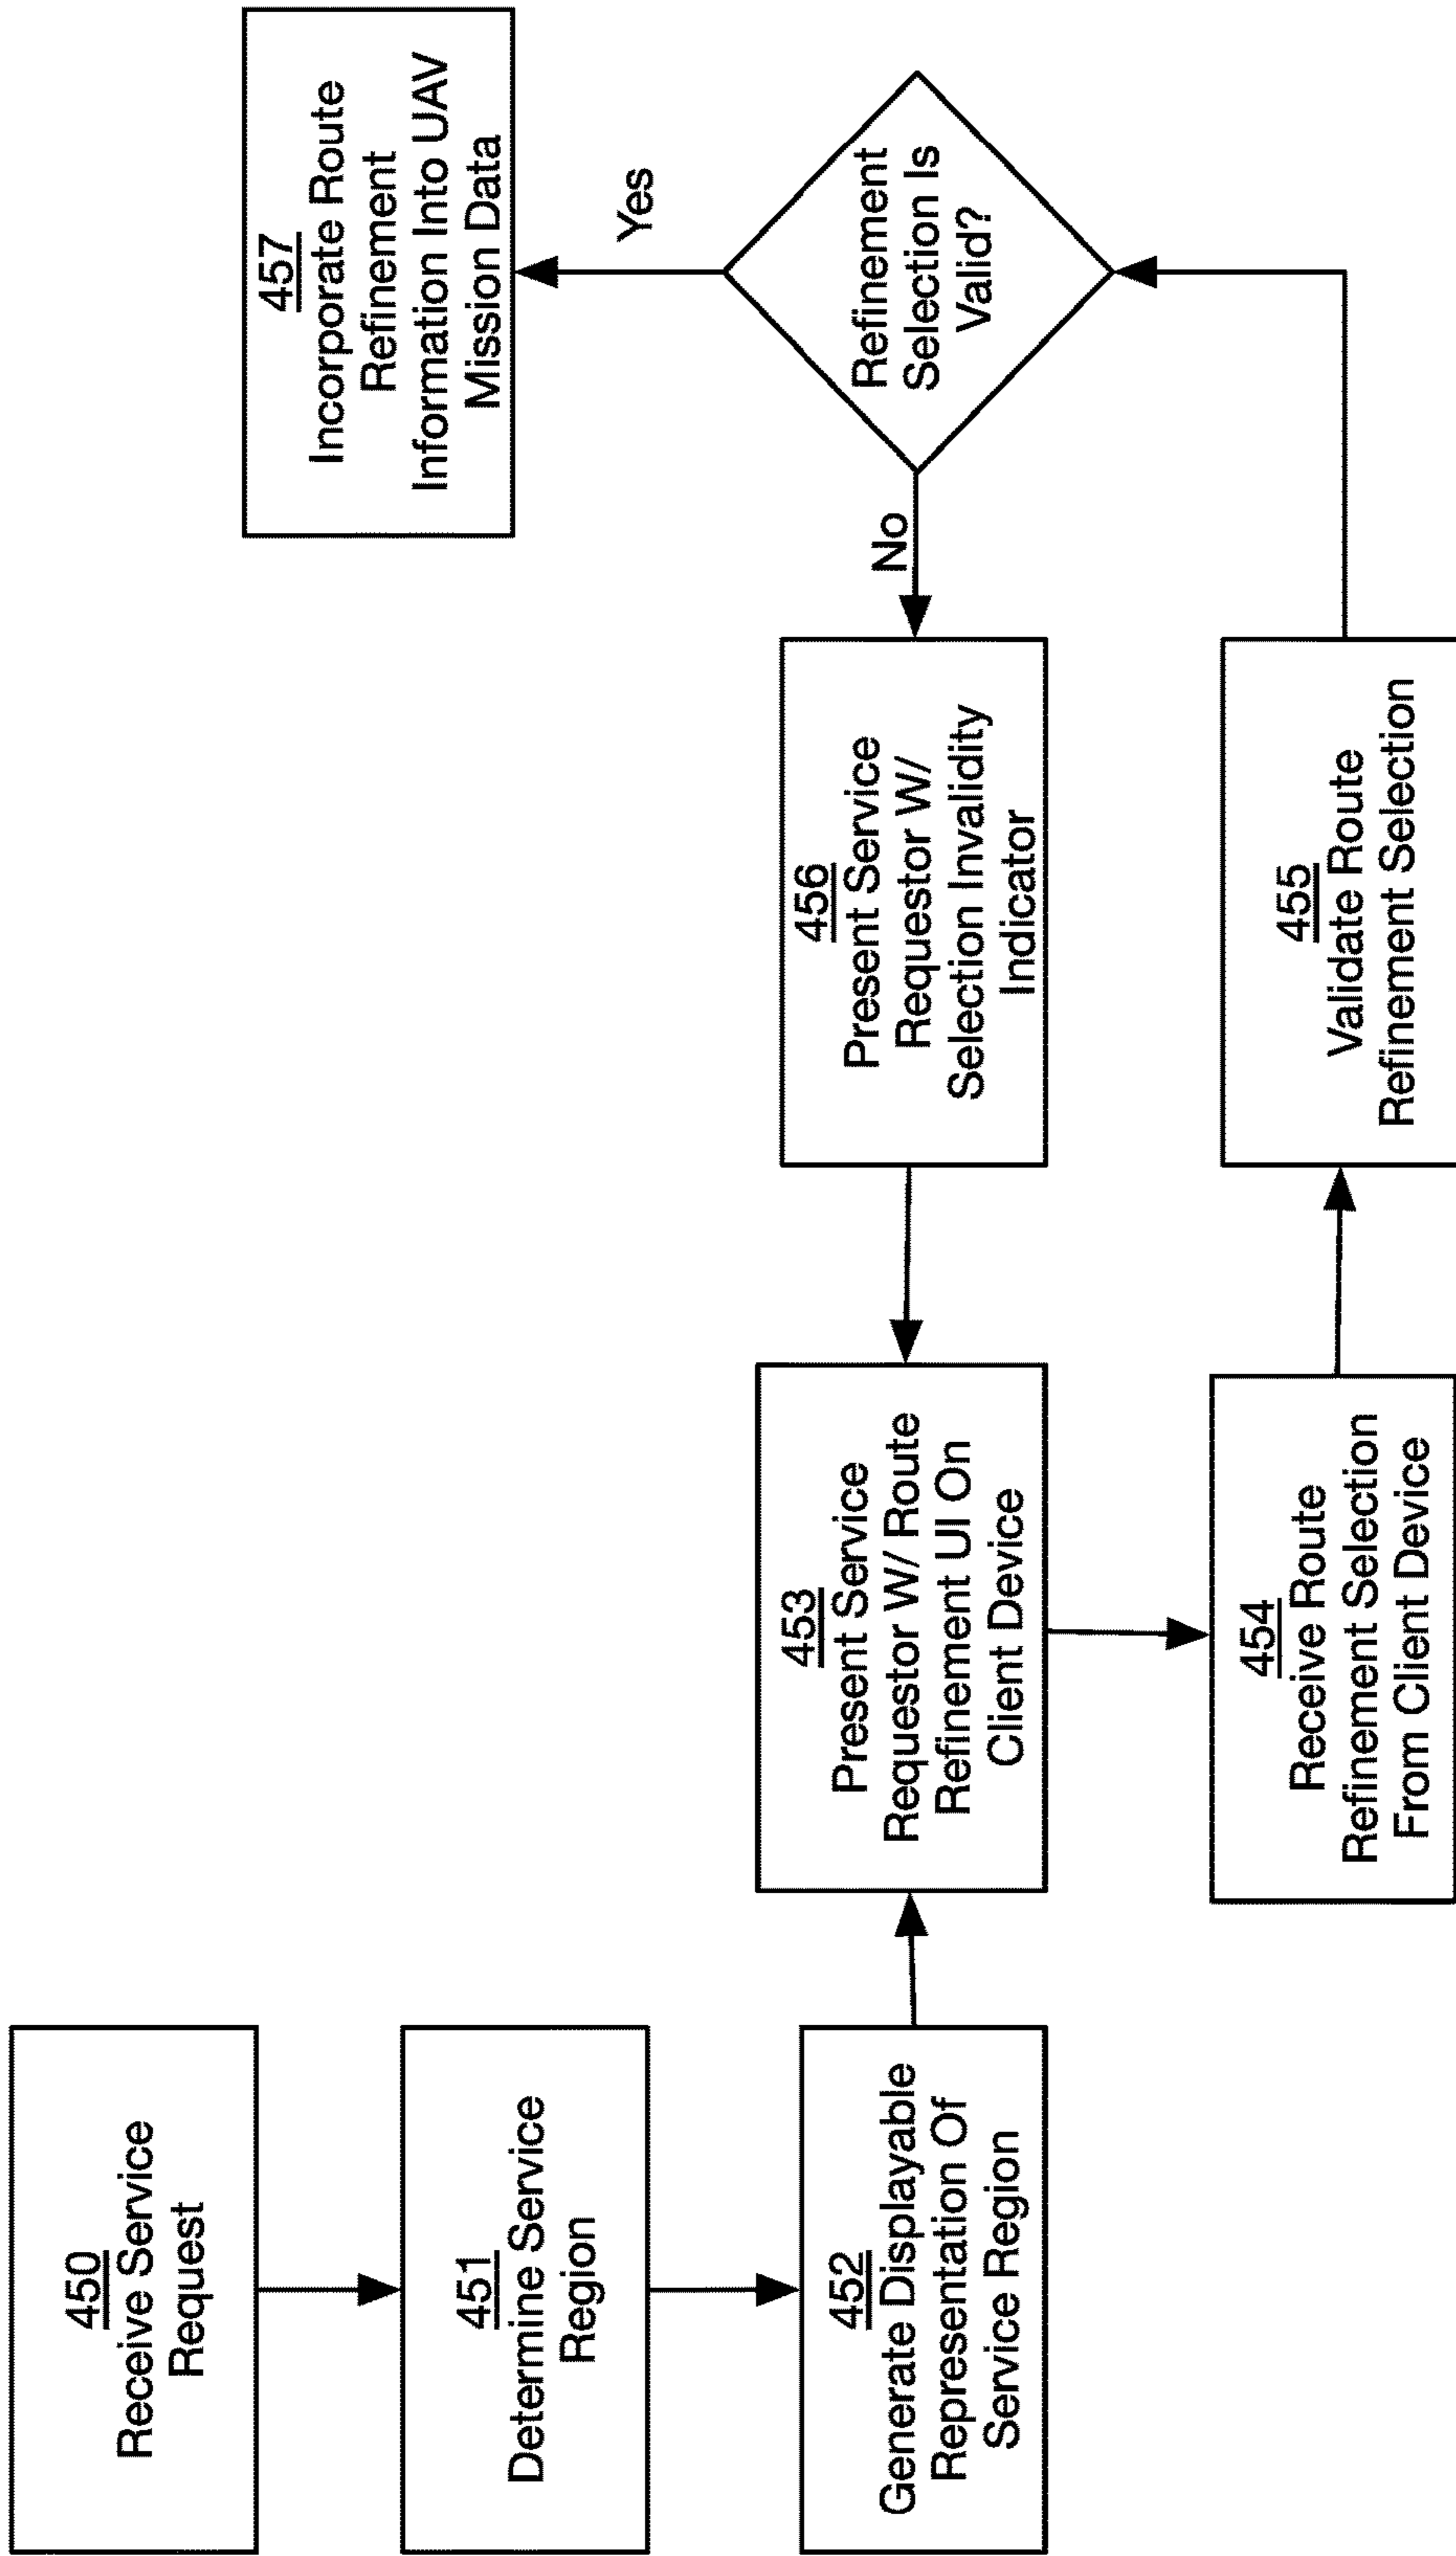 450
Receive Service
Request
451
Determine Service
Region
452
Generate Displayable
Representation Of
Service Region
453
Present Service
Requestor W/ Route
Refinement UI On
Client Device
454
Receive Route
Refinement Selection
From Client Device
455
Validate Route
Refinement Selection
Refinement
Selection Is
Valid?
No
456
Present Service
Requestor W/
Selection Invalidity
Indicator
Yes
457
Incorporate Route
Refinement
Information Into UAV
Mission Data